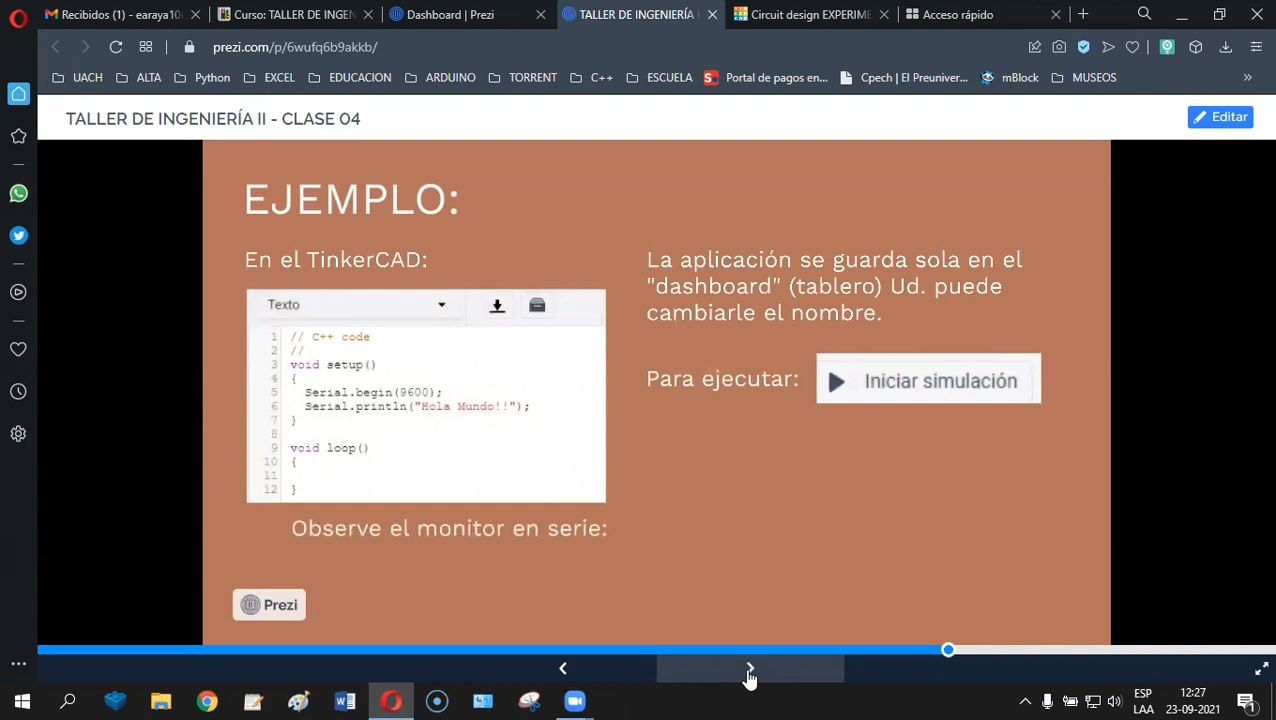 Recibidos (1) - earaya10
Curso: TALLER DE INGEN
Dashboard | Prezi
TALLER DE INGENIERÍA I
Circuit design EXPERIME
Acceso rápido
prezi.com/p/6wufq6b9akkb/
UACH
ALTA
Python
EXCEL
EDUCACION
ARDUINO
TORRENT
C++
ESCUELA
Portal de pagos en...
Cpech | El Preuniver...
mBlock
MUSEOS
TALLER DE INGENIERÍA II - CLASE 04
Editar
EJEMPLO:
En el TinkerCAD:
Texto
1 // C++ code
2 //
3 void setup()
4 {
5 Serial.begin(9600);
6 Serial.println("Hola Mundo!!");
7 }
8
9 void loop()
10 {
11
12 }
Observe el monitor en serie:
La aplicación se guarda sola en el
"dashboard" (tablero) Ud. puede
cambiarle el nombre.
Para ejecutar:
Iniciar simulación
Prezi
ESP
LAA
12:27
23-09-2021
1